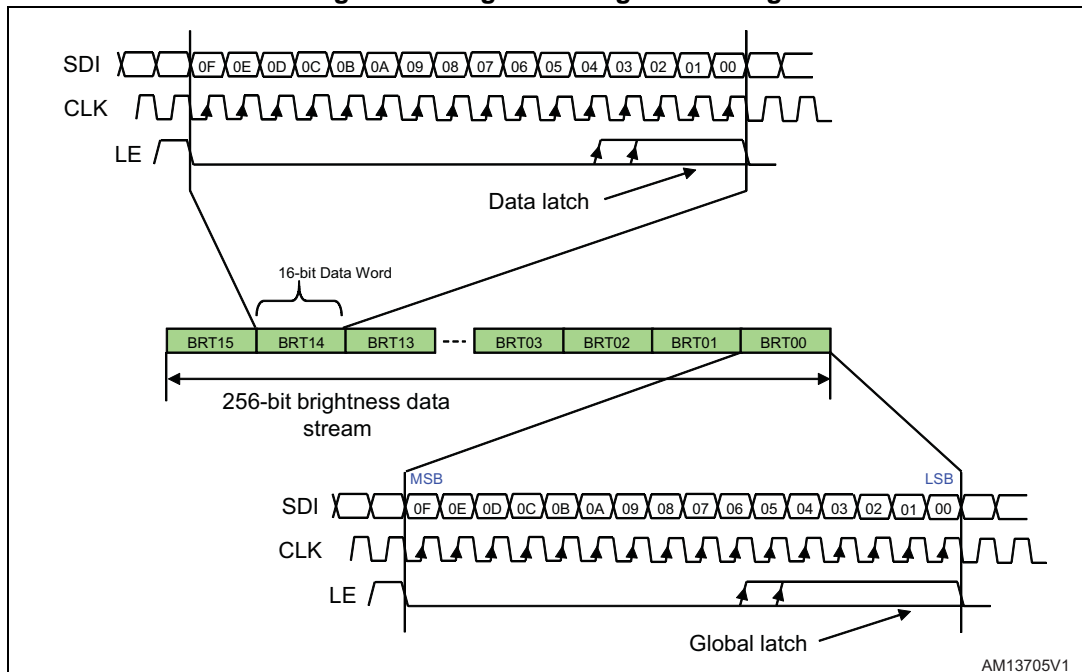 SDI 0F 0E 0D 0C 0B 0A 09 08 07 06 05 04 03 02 01 00
CLK
LE
Data latch
16-bit Data Word
BRT15 BRT14 BRT13 BRT03 BRT02 BRT01 BRT00
256-bit brightness data
stream
MSB LSB
SDI 0F 0E 0D 0C 0B 0A 09 08 07 06 05 04 03 02 01 00
CLK
LE
Global latch
AM13705V1